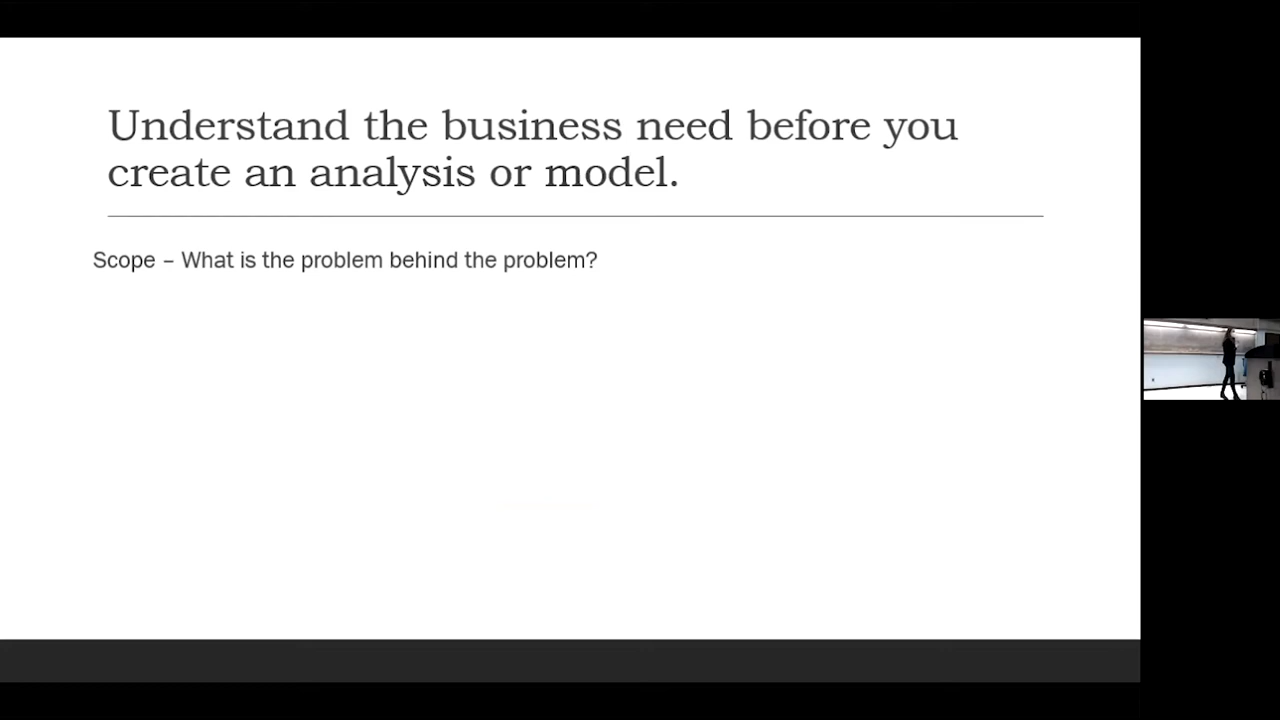 Understand the business need before you
create an analysis or model.
Scope – What is the problem behind the problem?